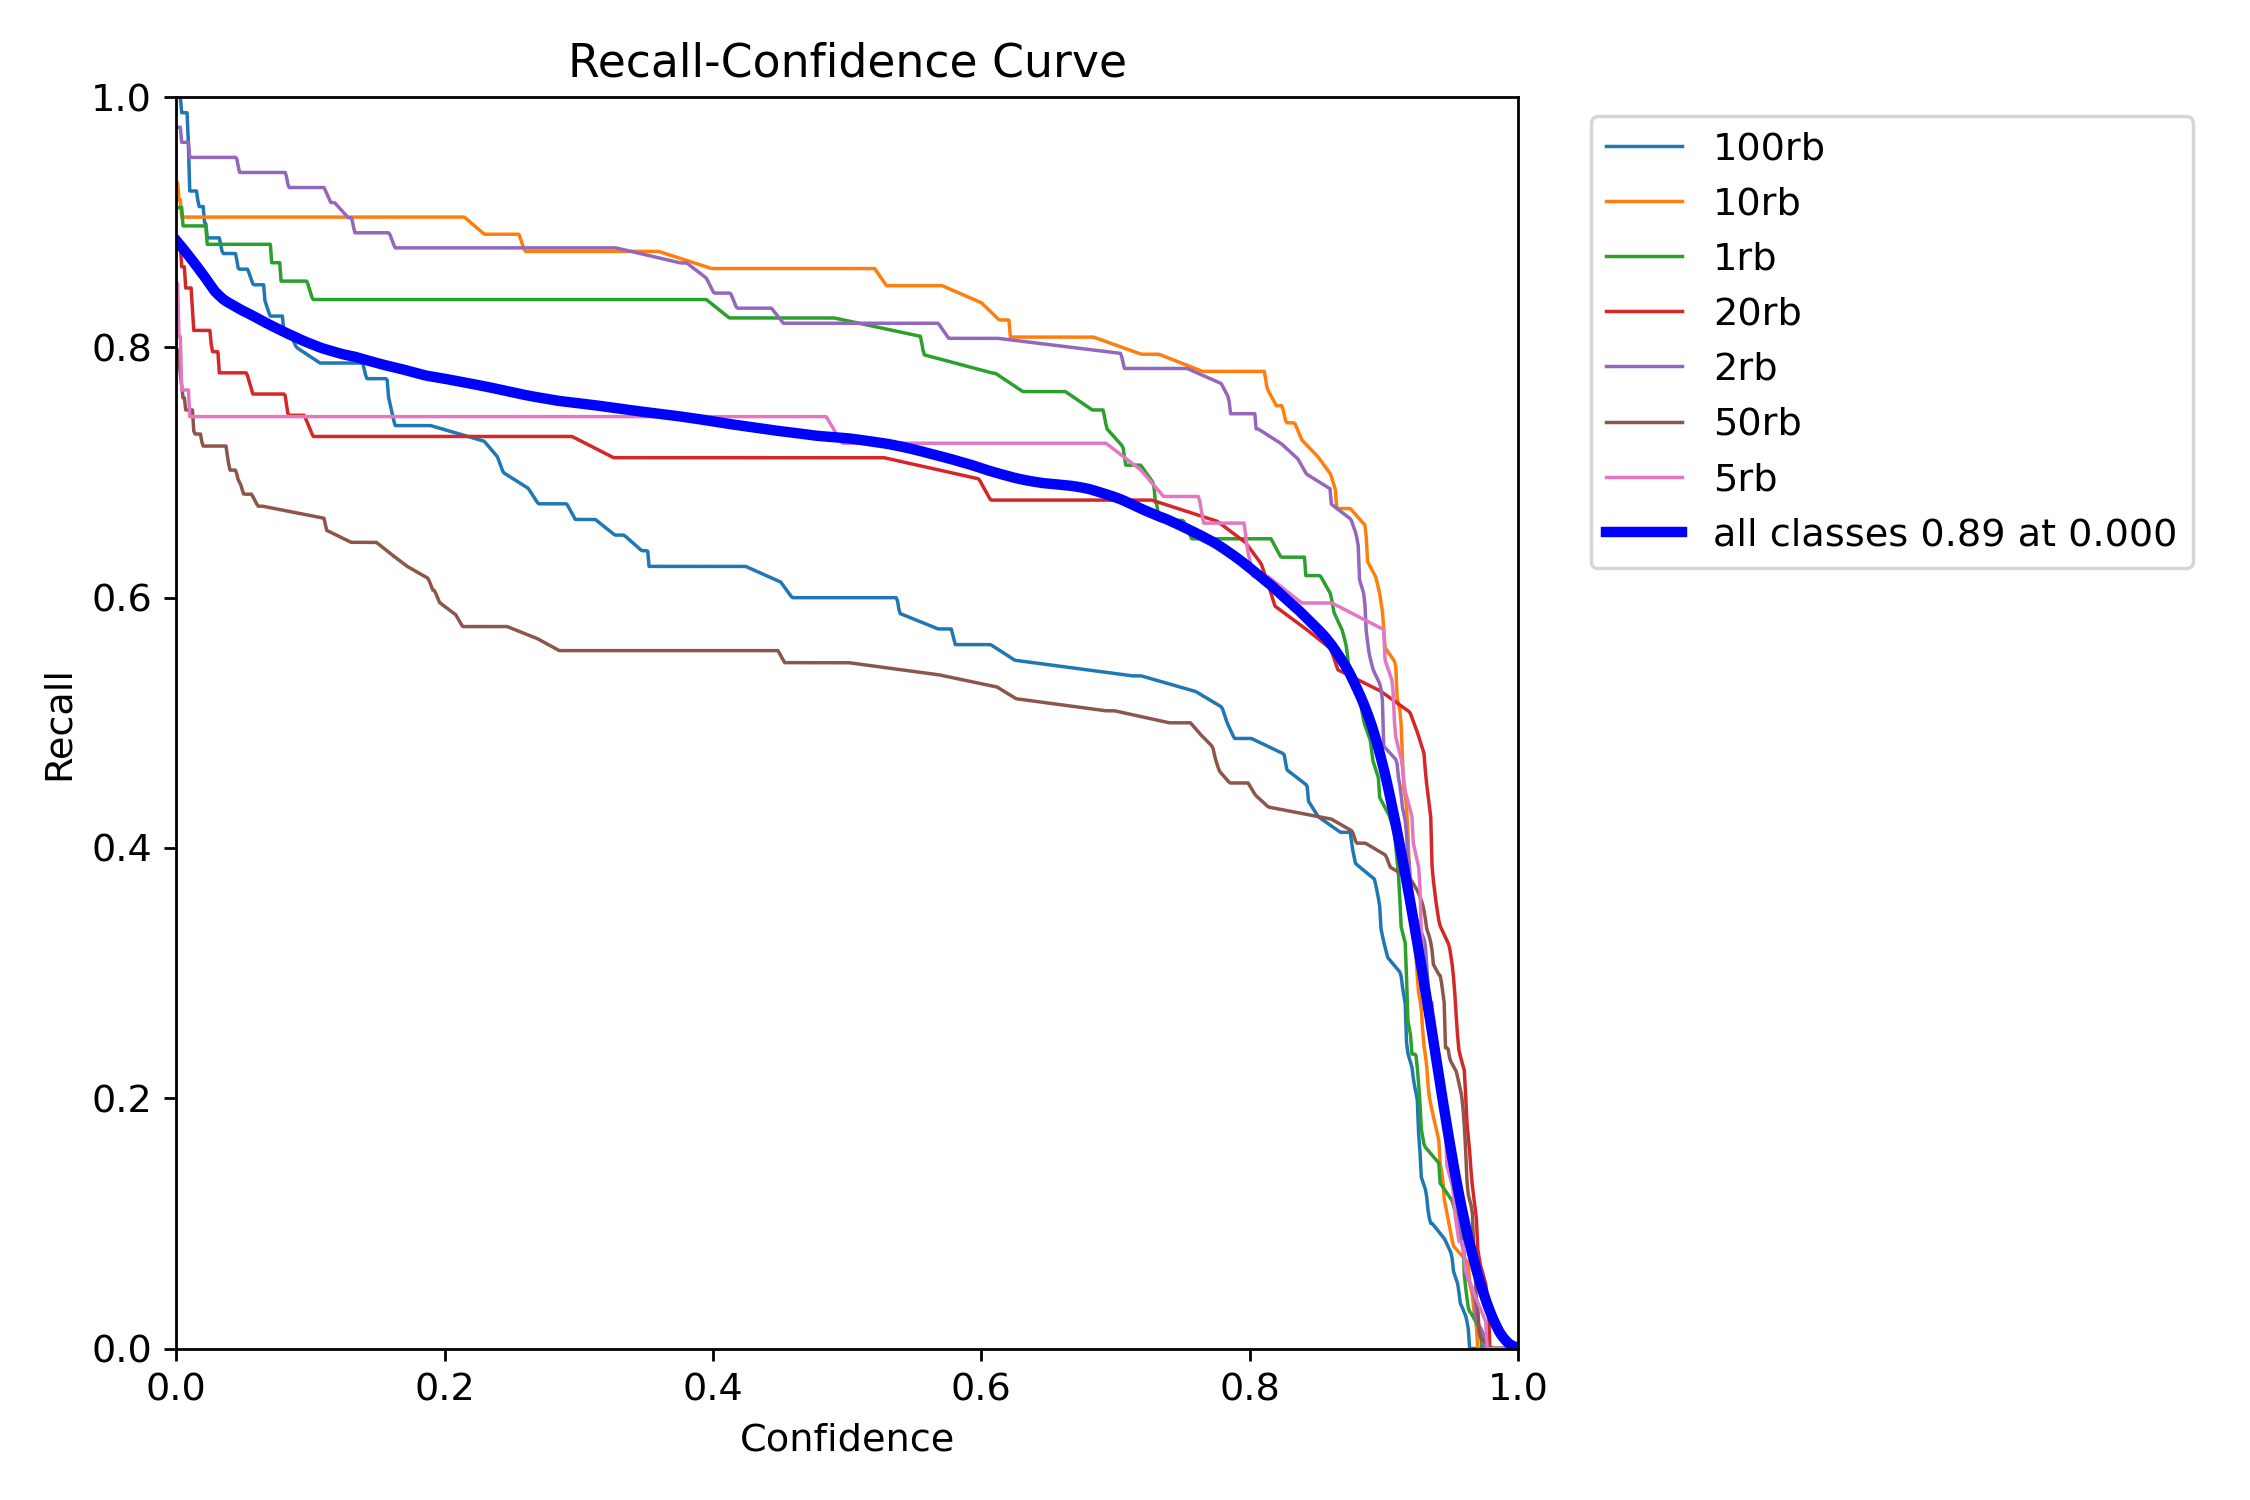 Recall-Confidence Curve
1.0
0.8
0.6
0.4
0.2
0.0
Recall
0.0 0.2 0.4 0.6 0.8 1.0
Confidence
100rb
10rb
1rb
20rb
2rb
50rb
5rb
all classes 0.89 at 0.000